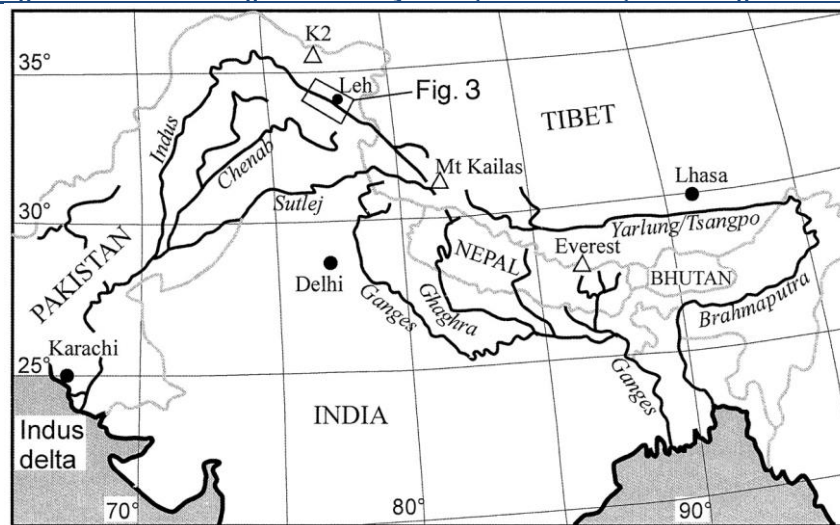 K2
35°
Leh
Fig. 3
TIBET
Indus
Chenab
Mt Kailas
Lhasa
Sutlej
30°
Yarlung/Tsangpo
PAKISTAN
NEPAL
Everest
Delhi
BHUTAN
Ganges
Ghaghra
Brahmaputra
Karachi
25°
Ganges
INDIA
Indus
delta
70°
80°
90°